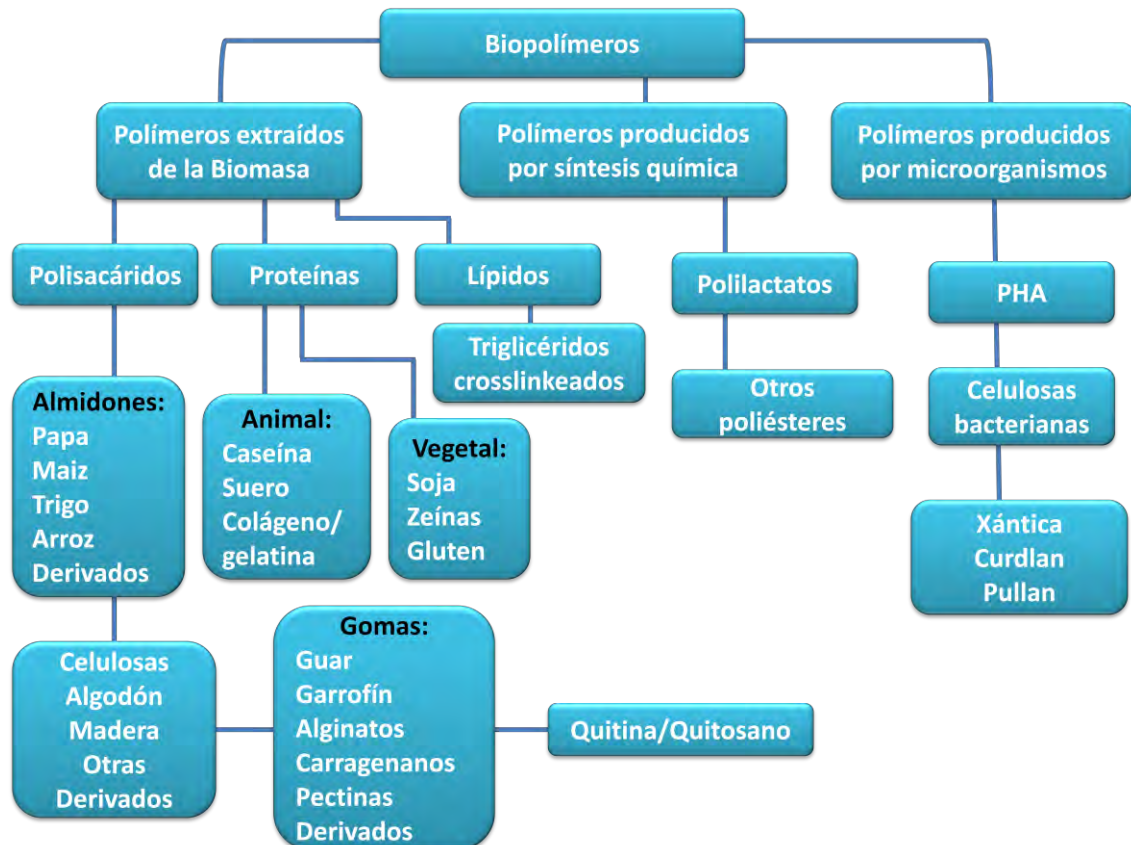 Biopolímeros
Polímeros extraídos
de la Biomasa
Polímeros producidos
por síntesis química
Polímeros producidos
por microorganismos
Polisacáridos
Proteínas
Lípidos
Polilactatos
PHA
Triglicéridos
crosslinkeados
Otros
poliésteres
Celulosas
bacterianas
Almidones:
Papa
Maiz
Trigo
Arroz
Derivados
Animal:
Caseína
Suero
Colágeno/
gelatina
Vegetal:
Soja
Zeínas
Gluten
Xántica
Curdlan
Pullan
Celulosas
Algodón
Madera
Otras
Derivados
Gomas:
Guar
Garrofín
Alginatos
Carragenanos
Pectinas
Derivados
Quitina/Quitosano